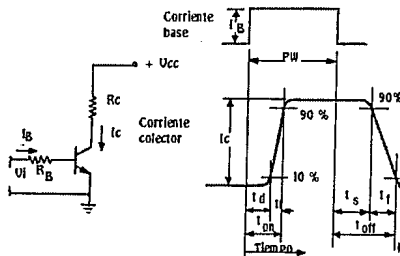 Corriente
base
I_B
PW
+ Vcc
Rc
Ic
Corriente
colector
I_B
Vi
R_B
Ic
90 %
90%
10 %
t_d
t_s
t_f
t_on
t_off
Tiempo